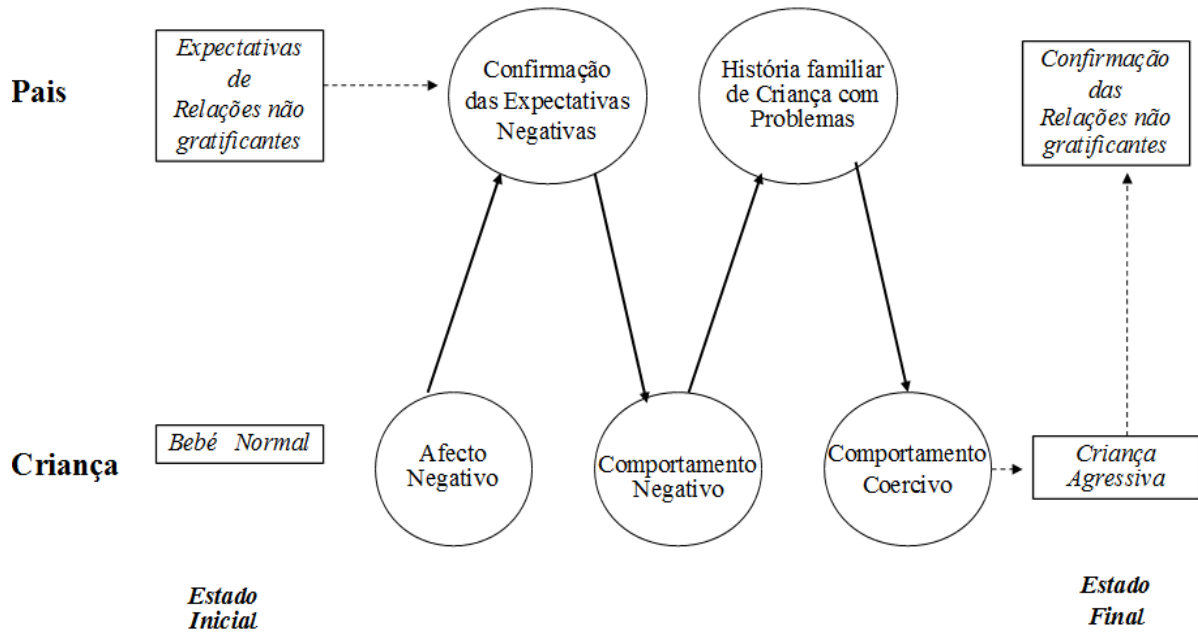 Pais
Expectativas
de
Relações não
gratificantes
Confirmação
das Expectativas
Negativas
História familiar
de Criança com
Problemas
Confirmação
das
Relações não
gratificantes
Criança
Bebé Normal
Afecto
Negativo
Comportamento
Negativo
Comportamento
Coercivo
Criança
Agressiva
Estado
Inicial
Estado
Final